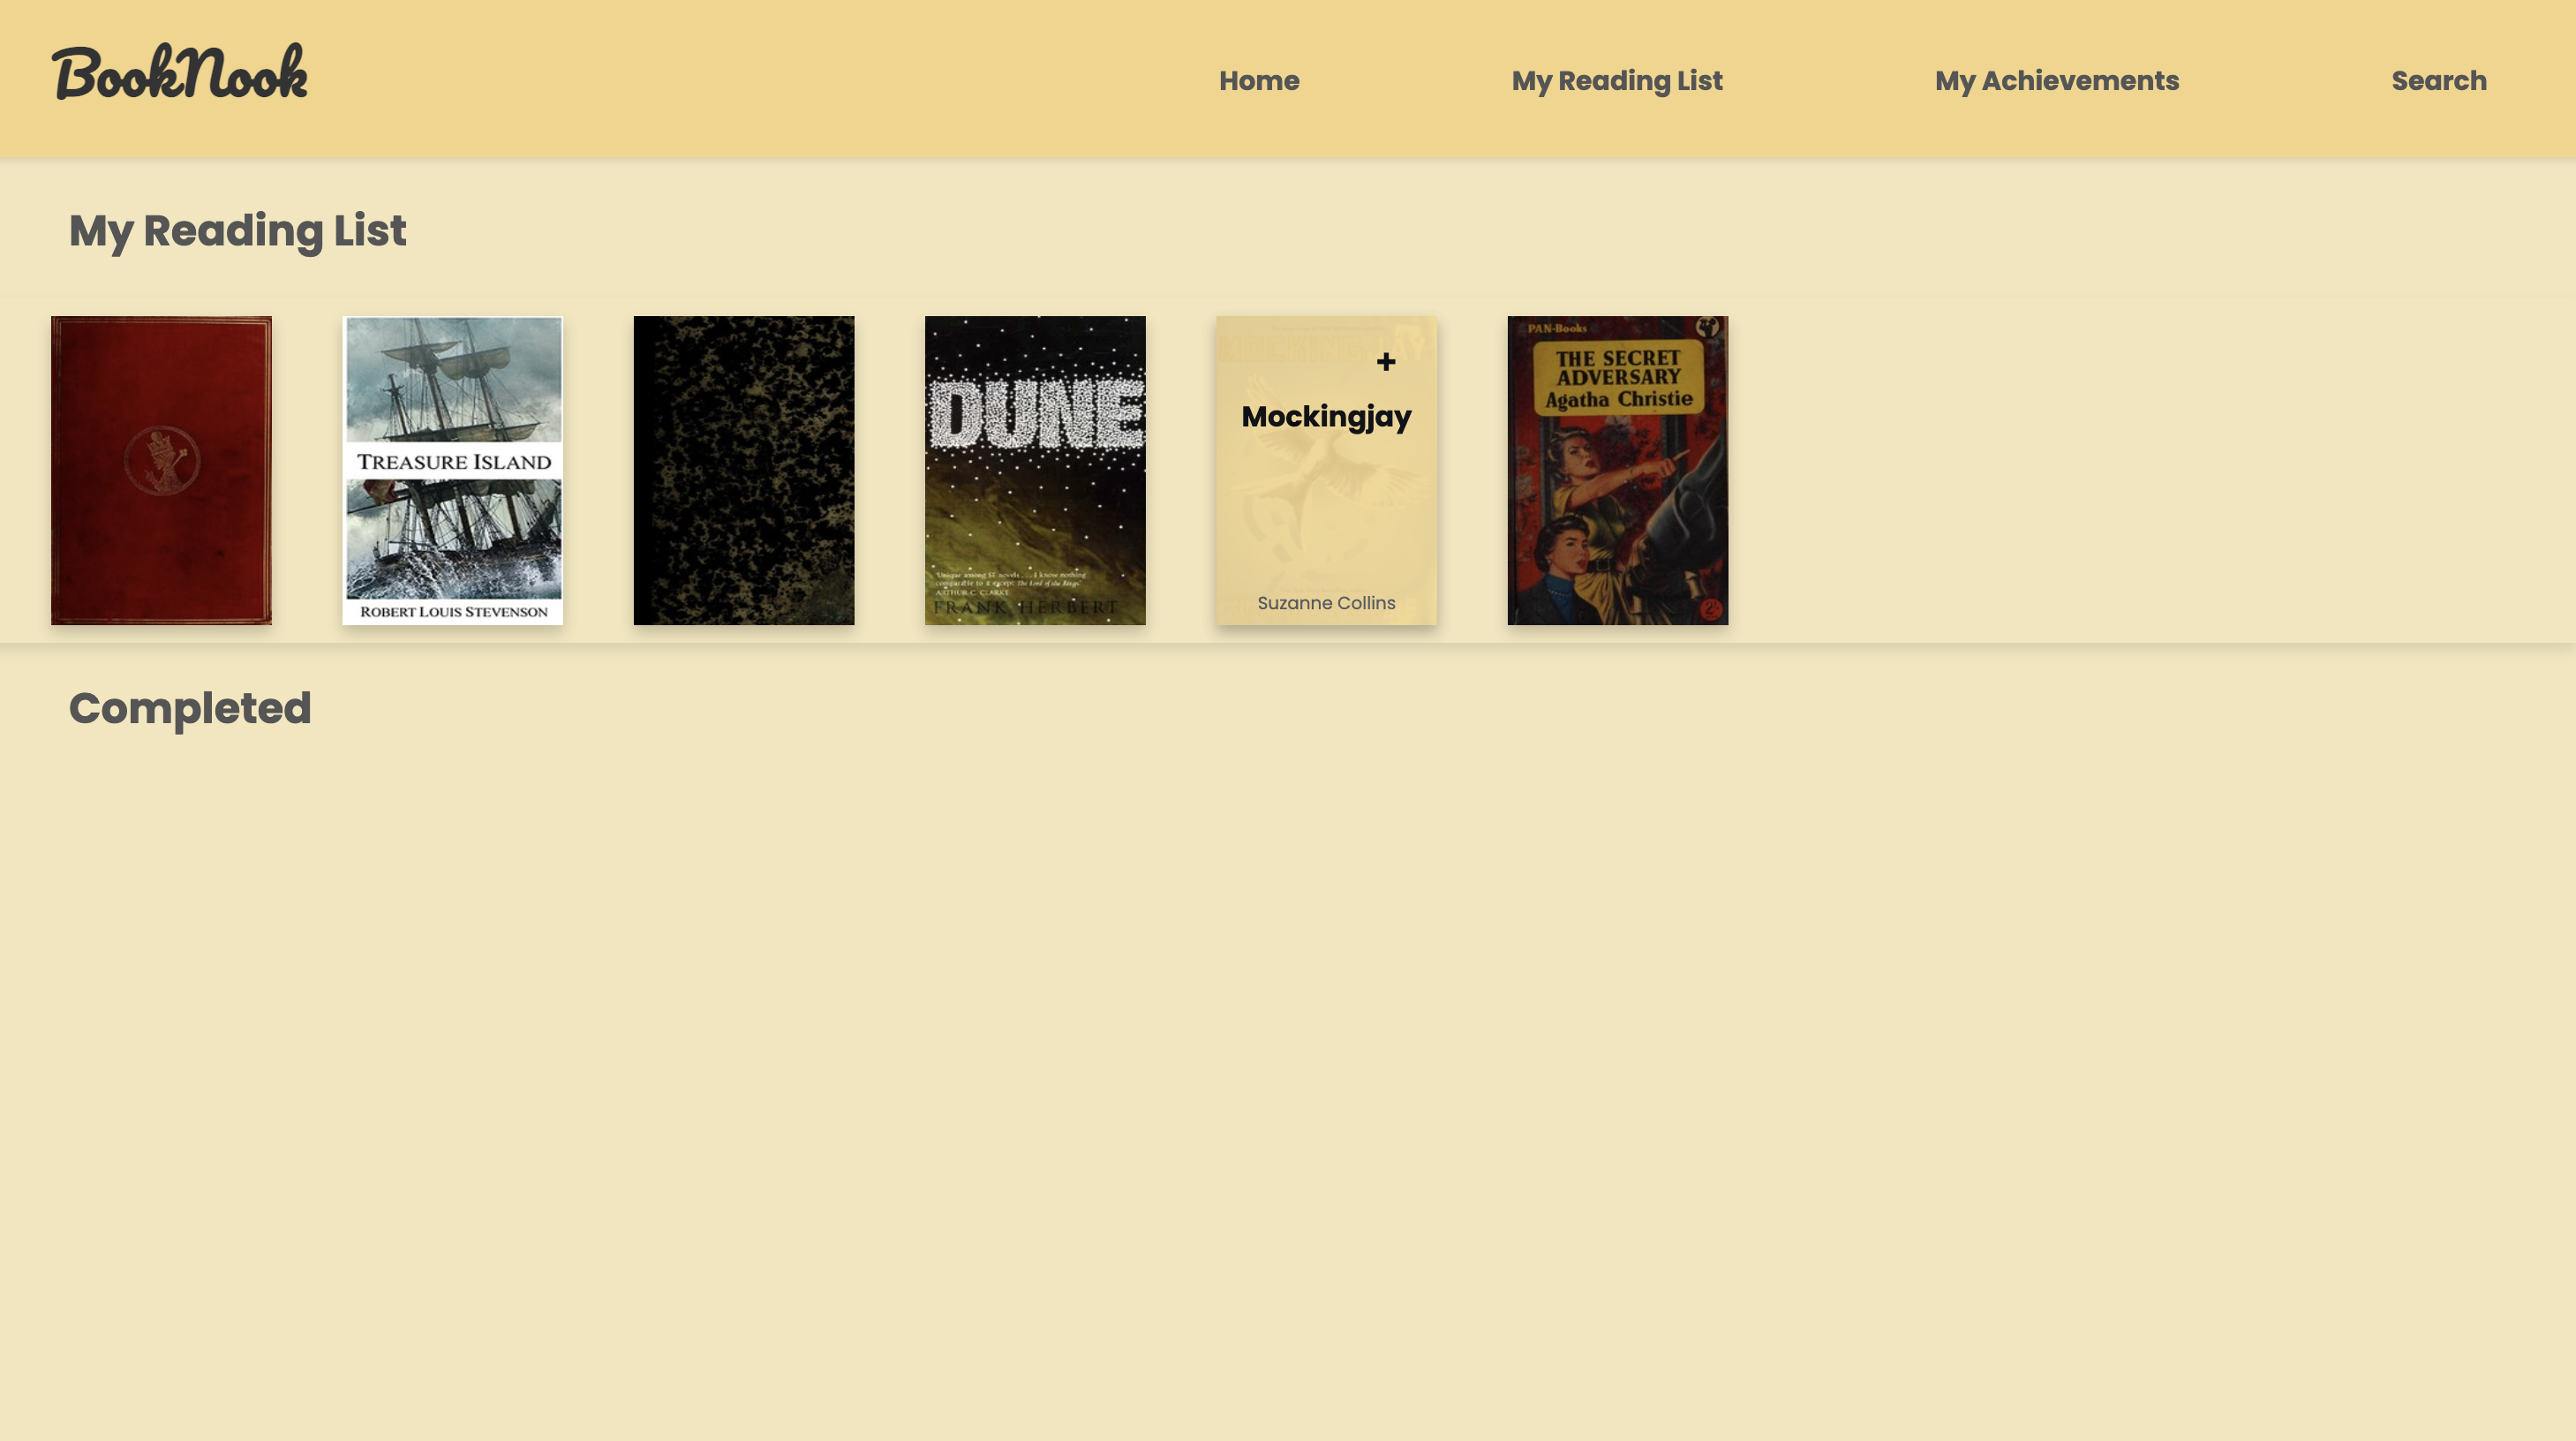 BookNook
Home
My Reading List
My Achievements
Search
My Reading List
TREASURE ISLAND
ROBERT LOUIS STEVENSON
DUNE
'Unique among SF novels . . . I know nothing
comparable to it except The Lord of the Rings.'
ARTHUR C. CLARKE
FRANK HERBERT
MOCKINGJAY
+
Mockingjay
Suzanne Collins
PAN-Books
THE SECRET
ADVERSARY
Agatha Christie
2/-
Completed